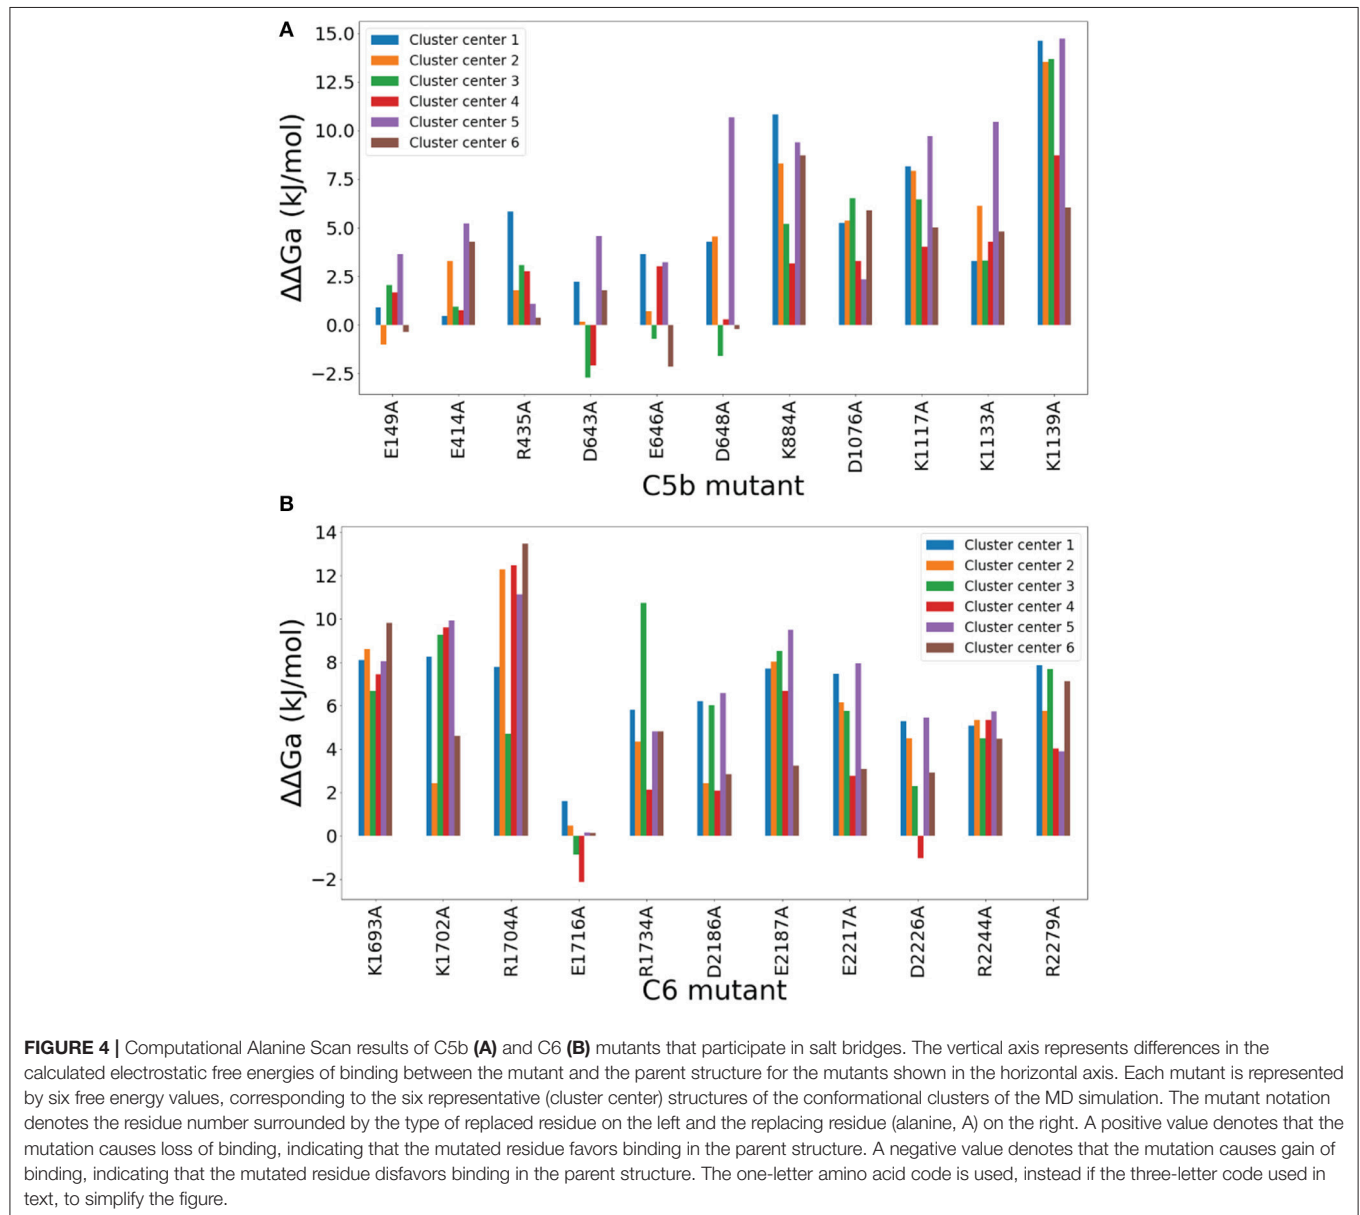 A
15.0
12.5
10.0
7.5
5.0
2.5
0.0
−2.5
ΔΔGa (kJ/mol)
Cluster center 1
Cluster center 2
Cluster center 3
Cluster center 4
Cluster center 5
Cluster center 6
E149A
E414A
R435A
D643A
E646A
D648A
K884A
D1076A
K1117A
K1133A
K1139A
C5b mutant
B
14
12
10
8
6
4
2
0
−2
ΔΔGa (kJ/mol)
Cluster center 1
Cluster center 2
Cluster center 3
Cluster center 4
Cluster center 5
Cluster center 6
K1693A
K1702A
R1704A
E1716A
R1734A
D2186A
E2187A
E2217A
D2226A
R2244A
R2279A
C6 mutant
FIGURE 4 | Computational Alanine Scan results of C5b (A) and C6 (B) mutants that participate in salt bridges. The vertical axis represents differences in the
calculated electrostatic free energies of binding between the mutant and the parent structure for the mutants shown in the horizontal axis. Each mutant is represented
by six free energy values, corresponding to the six representative (cluster center) structures of the conformational clusters of the MD simulation. The mutant notation
denotes the residue number surrounded by the type of replaced residue on the left and the replacing residue (alanine, A) on the right. A positive value denotes that the
mutation causes loss of binding, indicating that the mutated residue favors binding in the parent structure. A negative value denotes that the mutation causes gain of
binding, indicating that the mutated residue disfavors binding in the parent structure. The one-letter amino acid code is used, instead if the three-letter code used in
text, to simplify the figure.